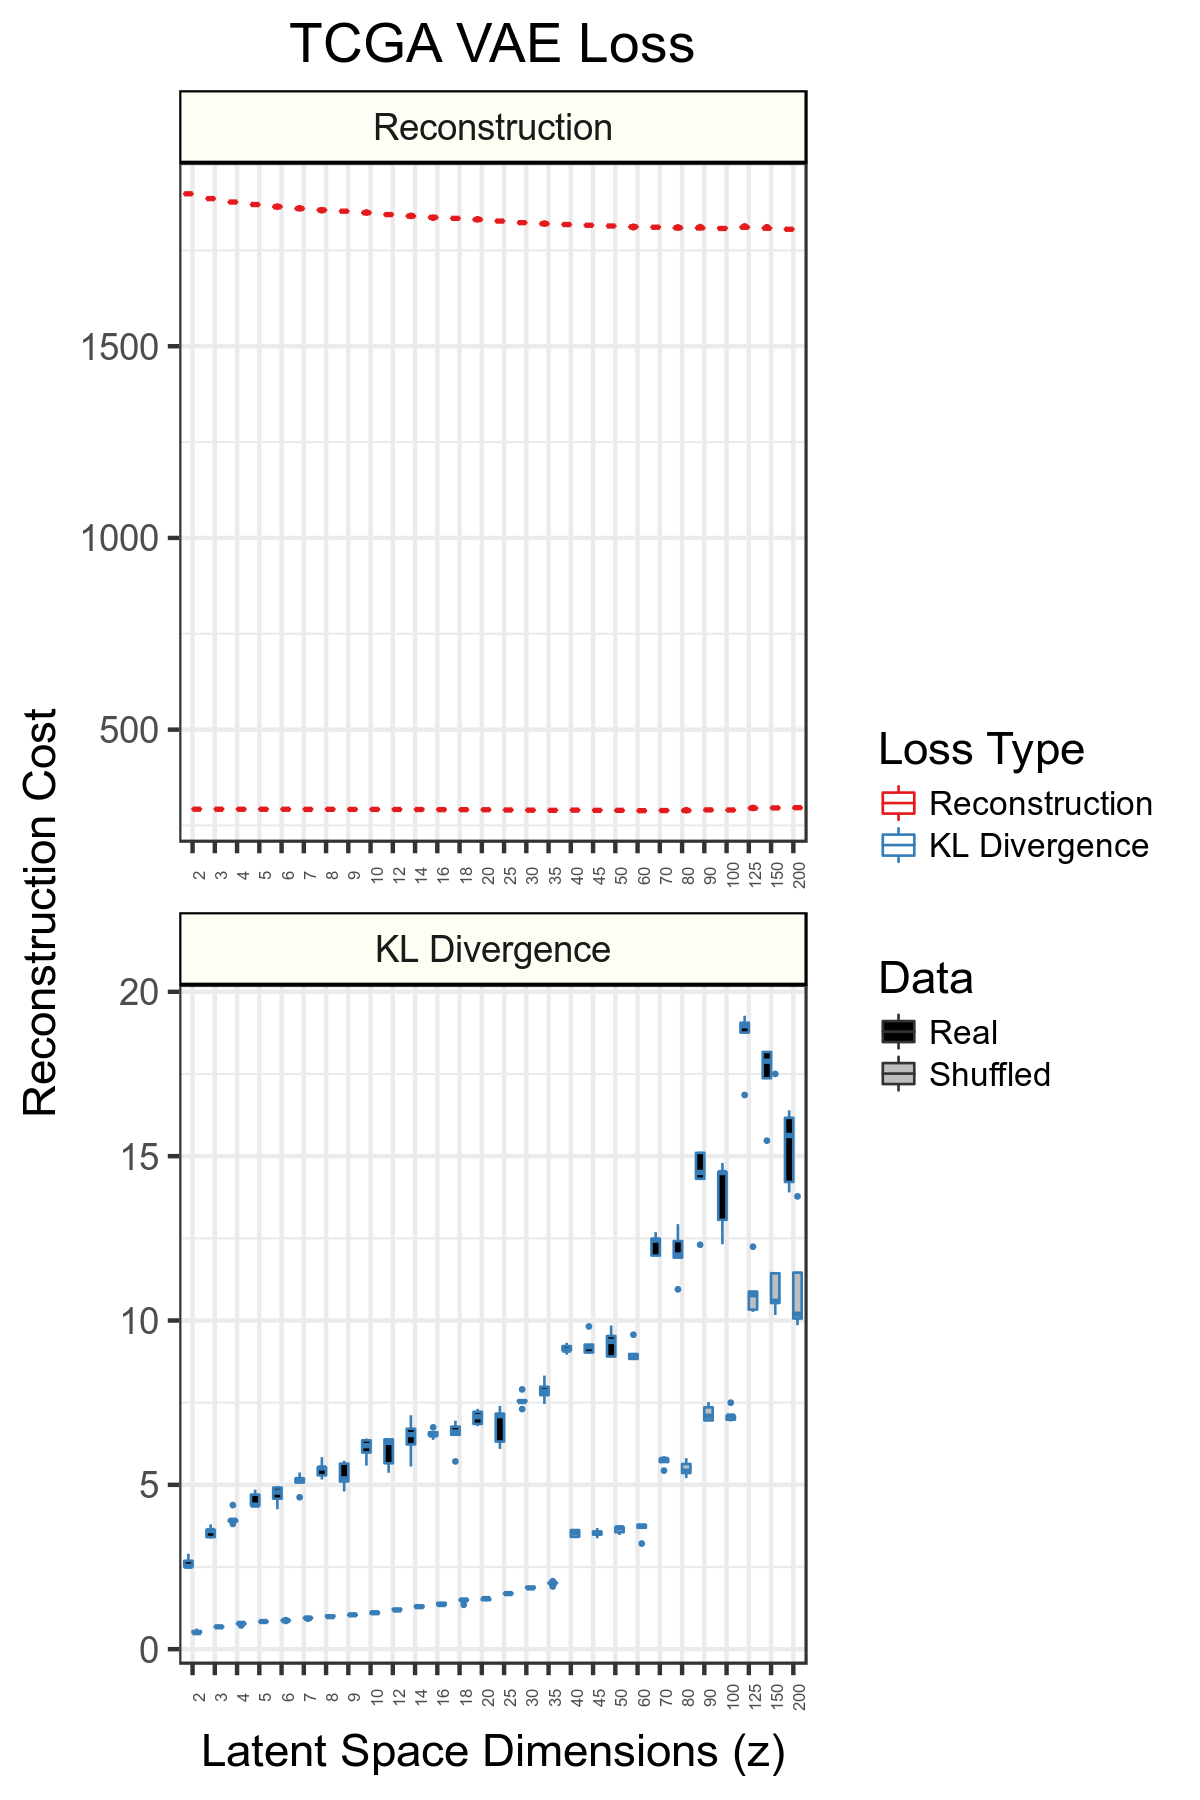 TCGA VAE Loss
Reconstruction
1500
1000
500
2 3 4 5 6 7 8 9 10 12 14 16 18 20 25 30 35 40 45 50 60 70 80 90 100 125 150 200
KL Divergence
20
15
10
5
0
2 3 4 5 6 7 8 9 10 12 14 16 18 20 25 30 35 40 45 50 60 70 80 90 100 125 150 200
Latent Space Dimensions (z)
Reconstruction Cost
Loss Type
Reconstruction
KL Divergence
Data
Real
Shuffled